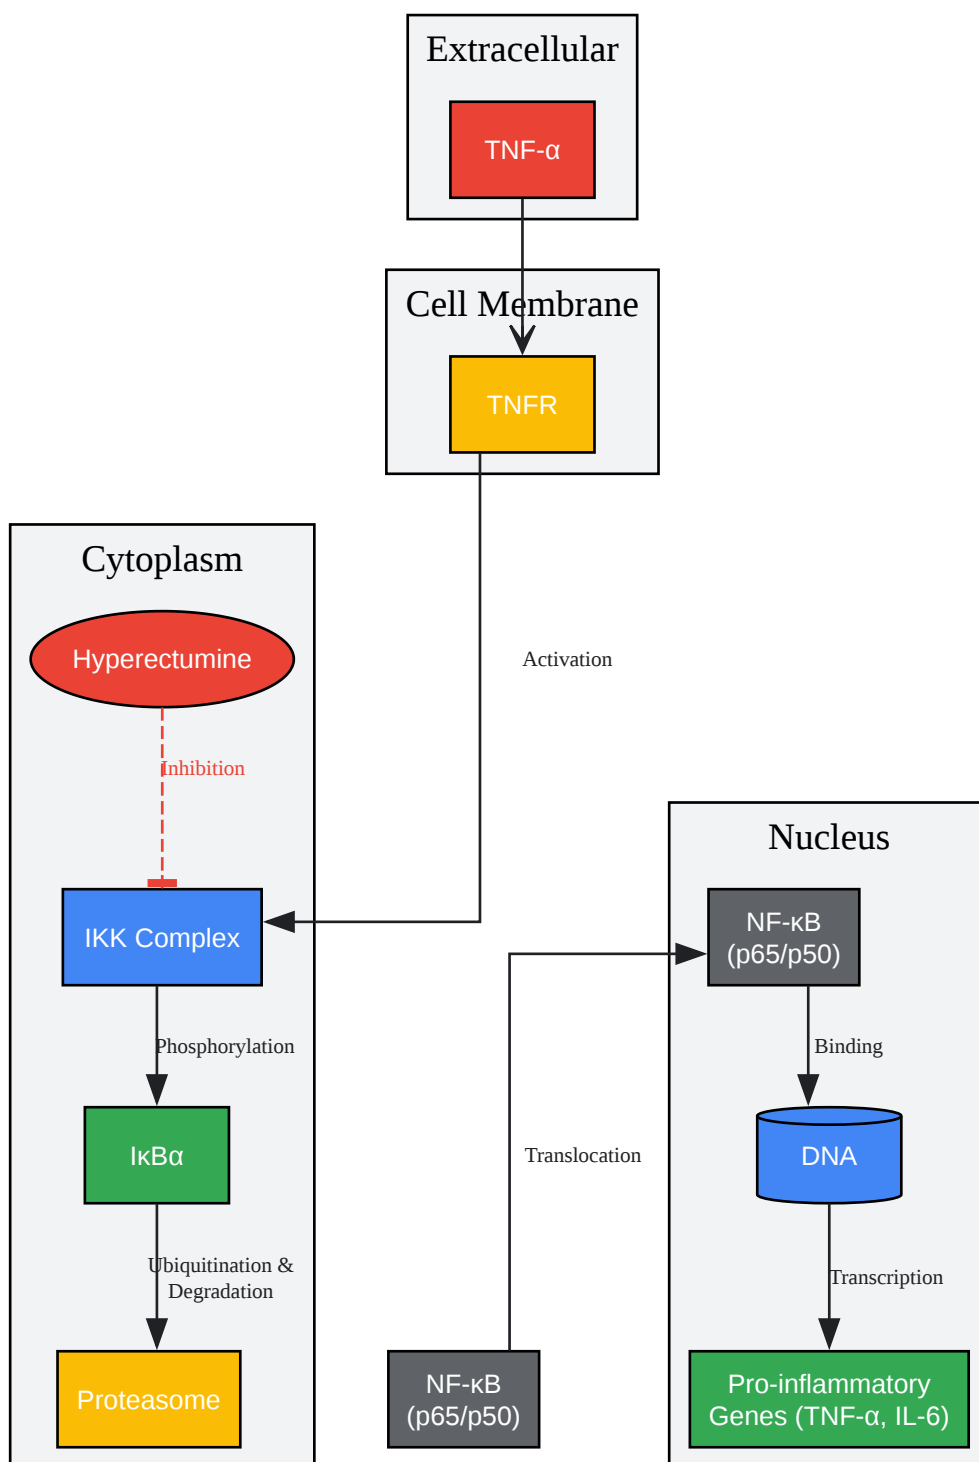 Extracellular
TNF-α
Cell Membrane
TNFR
Cytoplasm
Hyperectumine
Activation
Inhibition
Nucleus
IKK Complex
NF-κB
(p65/p50)
Phosphorylation
Binding
IκBα
Translocation
DNA
Ubiquitination &
Degradation
Transcription
Proteasome
NF-κB
(p65/p50)
Pro-inflammatory
Genes (TNF-α, IL-6)